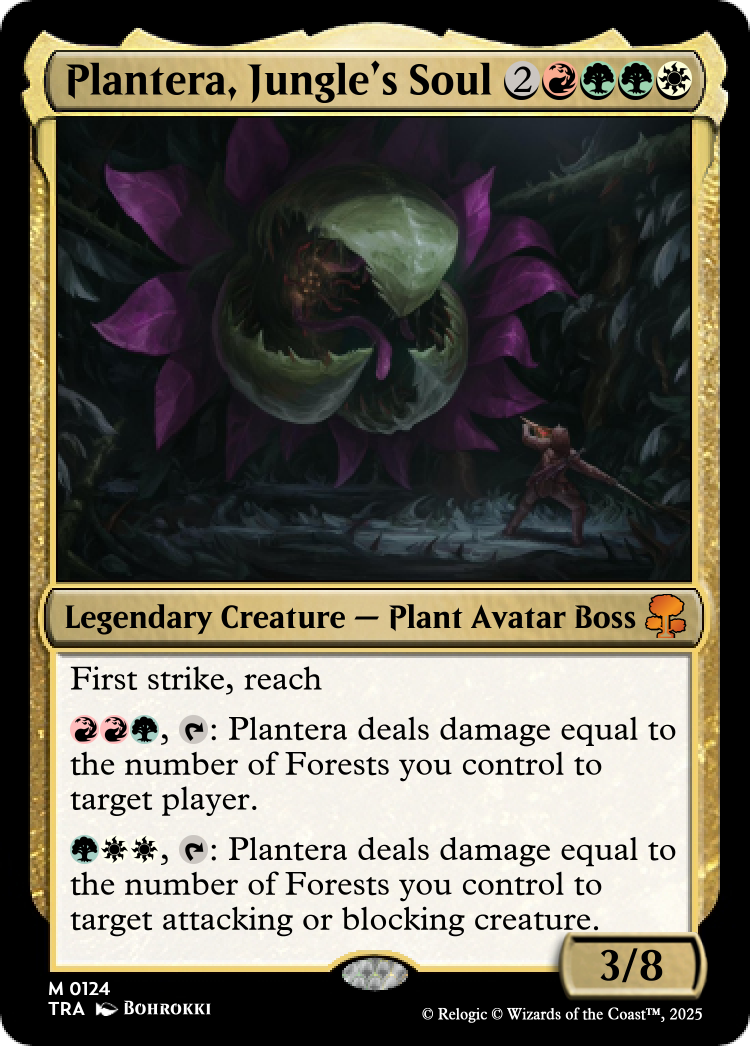 Plantera, Jungle's Soul 2
Legendary Creature — Plant Avatar Boss
First strike, reach
, : Plantera deals damage equal to
the number of Forests you control to
target player.
, : Plantera deals damage equal to
the number of Forests you control to
target attacking or blocking creature.
3/8
M 0124
TRA Bohrokki
© Relogic © Wizards of the Coast™, 2025